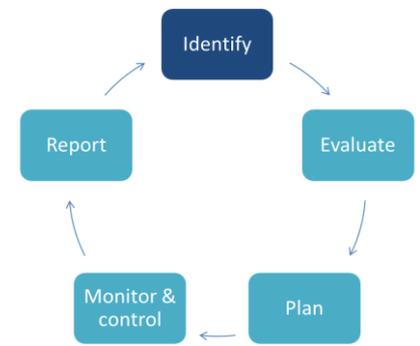 Identify
Evaluate
Plan
Monitor &
control
Report